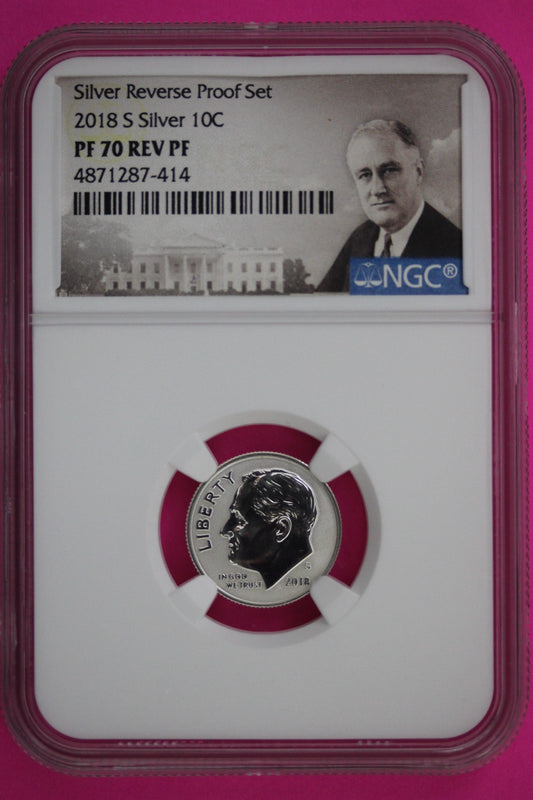 Silver Reverse Proof Set
2018 S Silver 10C
PF 70 REV PF
4871287-414
NGC®
LIBERTY
IN GOD
WE TRUST
S
2018